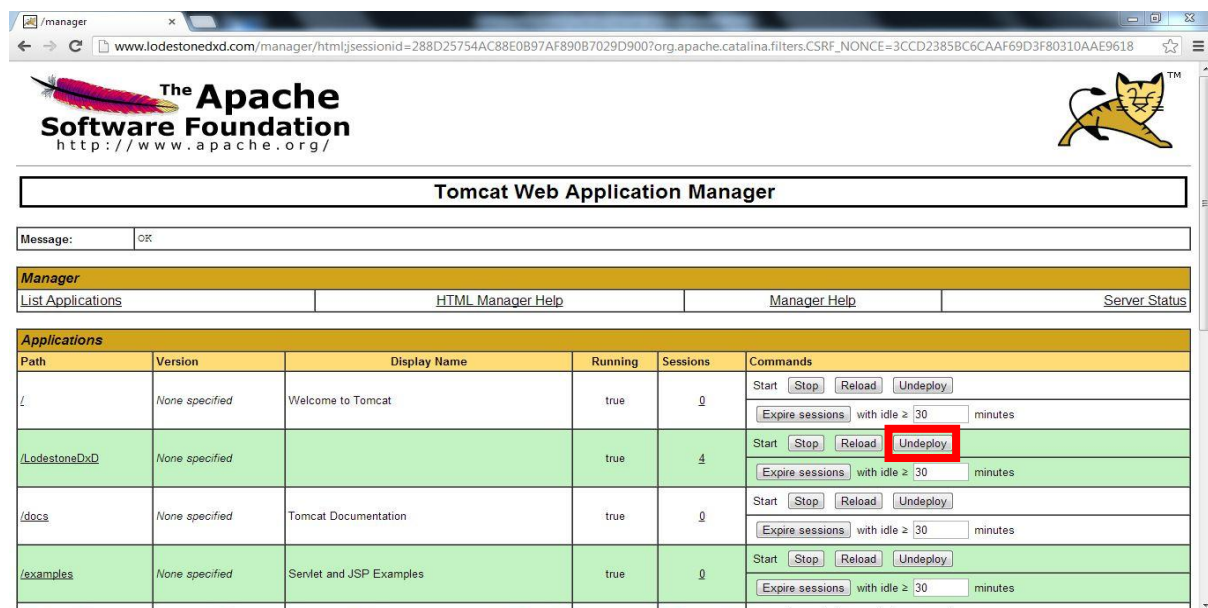 /manager
www.lodestonedxd.com/manager/html;jsessionid=288D25754AC88E0B97AF890B7029D900?org.apache.catalina.filters.CSRF_NONCE=3CCD2385BC6CAAF69D3F80310AAE9618
The Apache
Software Foundation
http://www.apache.org/
TM
Tomcat Web Application Manager
Message: OK
Manager
List Applications HTML Manager Help Manager Help Server Status
Applications
Path Version Display Name Running Sessions Commands
/ None specified Welcome to Tomcat true 0 Start Stop Reload Undeploy
Expire sessions with idle ≥ 30 minutes
/LodestoneDxD None specified true 4 Start Stop Reload Undeploy
Expire sessions with idle ≥ 30 minutes
/docs None specified Tomcat Documentation true 0 Start Stop Reload Undeploy
Expire sessions with idle ≥ 30 minutes
/examples None specified Servlet and JSP Examples true 0 Start Stop Reload Undeploy
Expire sessions with idle ≥ 30 minutes